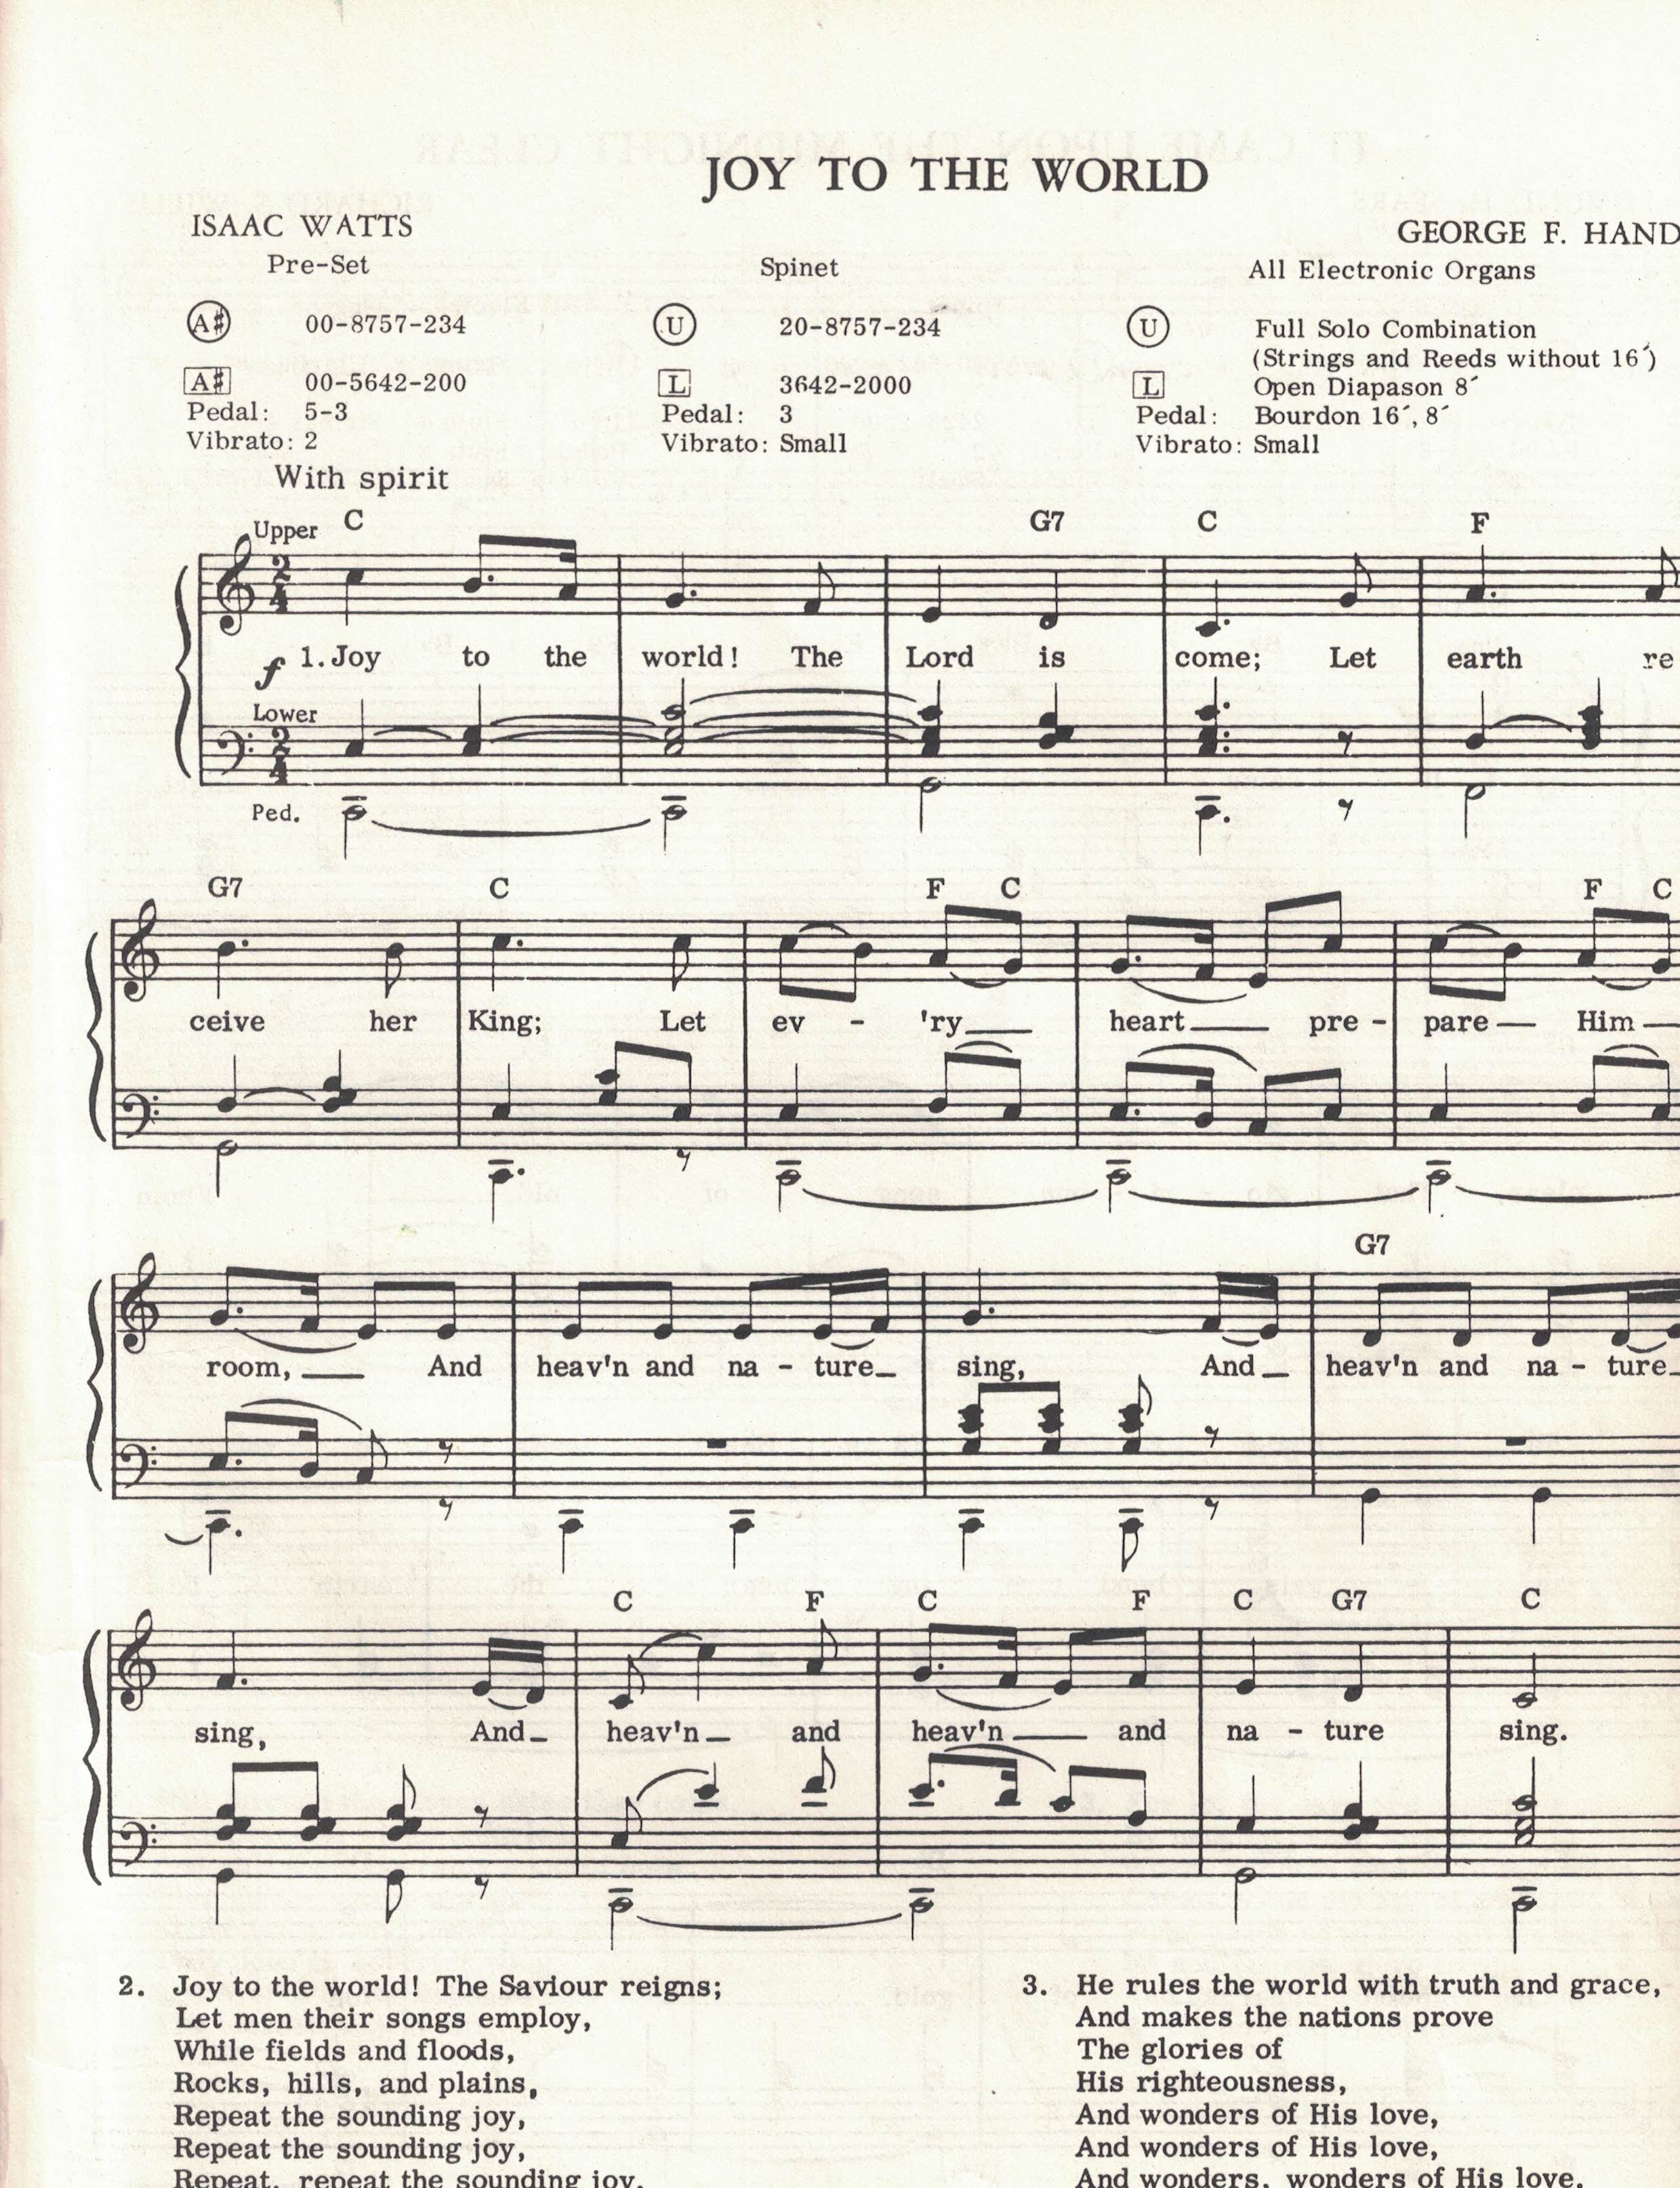 JOY TO THE WORLD
ISAAC WATTS
GEORGE F. HAND
Pre-Set
Spinet
All Electronic Organs
A# 00-8757-234
U 20-8757-234
U Full Solo Combination
(Strings and Reeds without 16´)
A# 00-5642-200
L 3642-2000
L Open Diapason 8´
Pedal: 5-3
Pedal: 3
Pedal: Bourdon 16´, 8´
Vibrato: 2
Vibrato: Small
Vibrato: Small
With spirit
Upper C G7 C F
2 4
f 1. Joy to the world! The Lord is come; Let earth re
Lower
2 4
Ped.
G7 C F C F C
ceive her King; Let ev - 'ry heart pre - pare Him
G7
room, And heav'n and na - ture sing, And heav'n and na - ture
C F C F C G7 C
sing, And heav'n and heav'n and na - ture sing.
2. Joy to the world! The Saviour reigns;
Let men their songs employ,
While fields and floods,
Rocks, hills, and plains,
Repeat the sounding joy,
Repeat the sounding joy,
Repeat, repeat the sounding joy.
3. He rules the world with truth and grace,
And makes the nations prove
The glories of
His righteousness,
And wonders of His love,
And wonders of His love,
And wonders, wonders of His love.